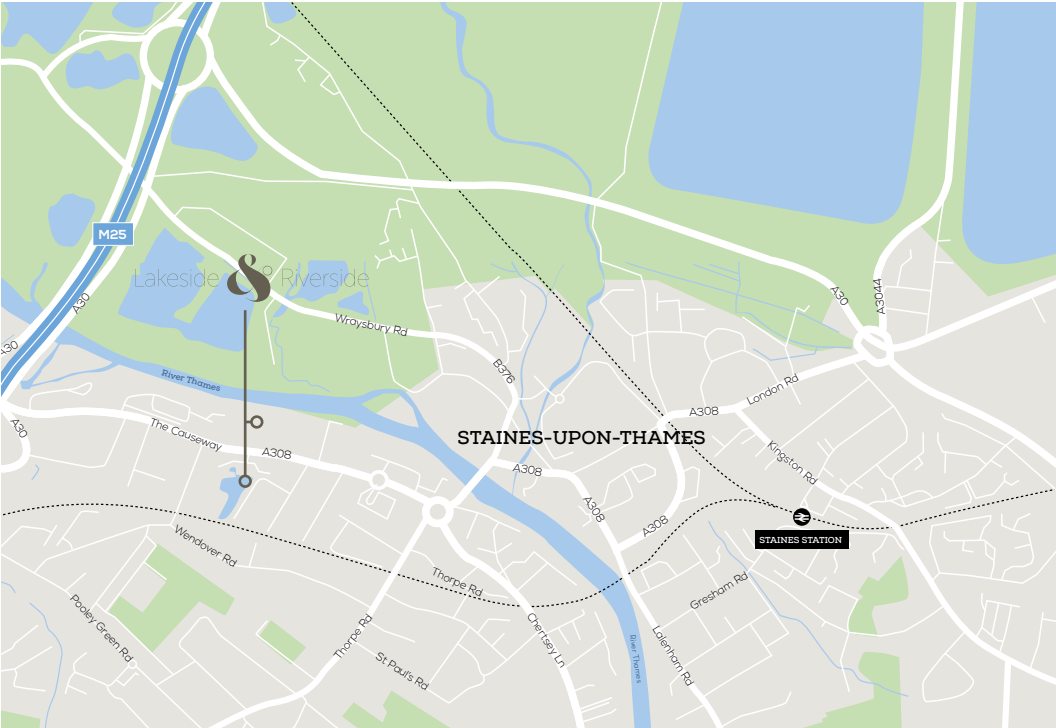 M25
Lakeside & Riverside
A30
A30
A30
A3044
A30
Wraysbury Rd
B376
River Thames
London Rd
A308
The Causeway
A308
STAINES-UPON-THAMES
A308
Kingston Rd
A308
A308
STAINES STATION
Wendover Rd
Thorpe Rd
Gresham Rd
Pooley Green Rd
Thorpe Rd
Chertsey Ln
St Paul's Rd
River Thames
Lalenham Rd